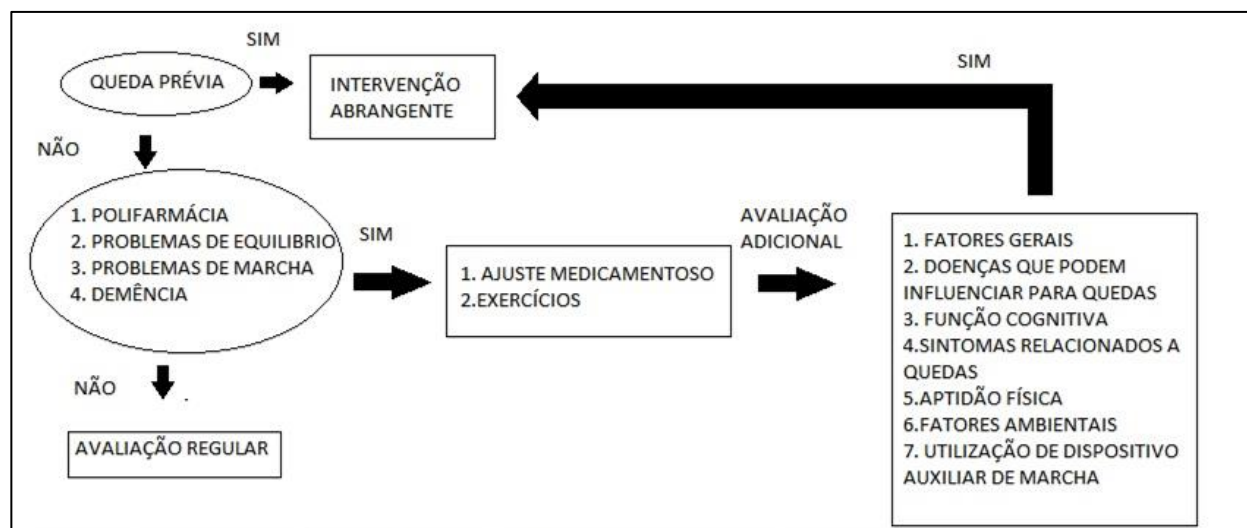 SIM
QUEDA PRÉVIA
INTERVENÇÃO
ABRANGENTE
SIM
NÃO
1. POLIFARMÁCIA
2. PROBLEMAS DE EQUILIBRIO
3. PROBLEMAS DE MARCHA
4. DEMÊNCIA
SIM
1. AJUSTE MEDICAMENTOSO
2.EXERCÍCIOS
AVALIAÇÃO
ADICIONAL
1. FATORES GERAIS
2. DOENÇAS QUE PODEM
INFLUENCIAR PARA QUEDAS
3. FUNÇÃO COGNITIVA
4.SINTOMAS RELACIONADOS A
QUEDAS
5.APTIDÃO FÍSICA
6.FATORES AMBIENTAIS
7. UTILIZAÇÃO DE DISPOSITIVO
AUXILIAR DE MARCHA
NÃO
AVALIAÇÃO REGULAR